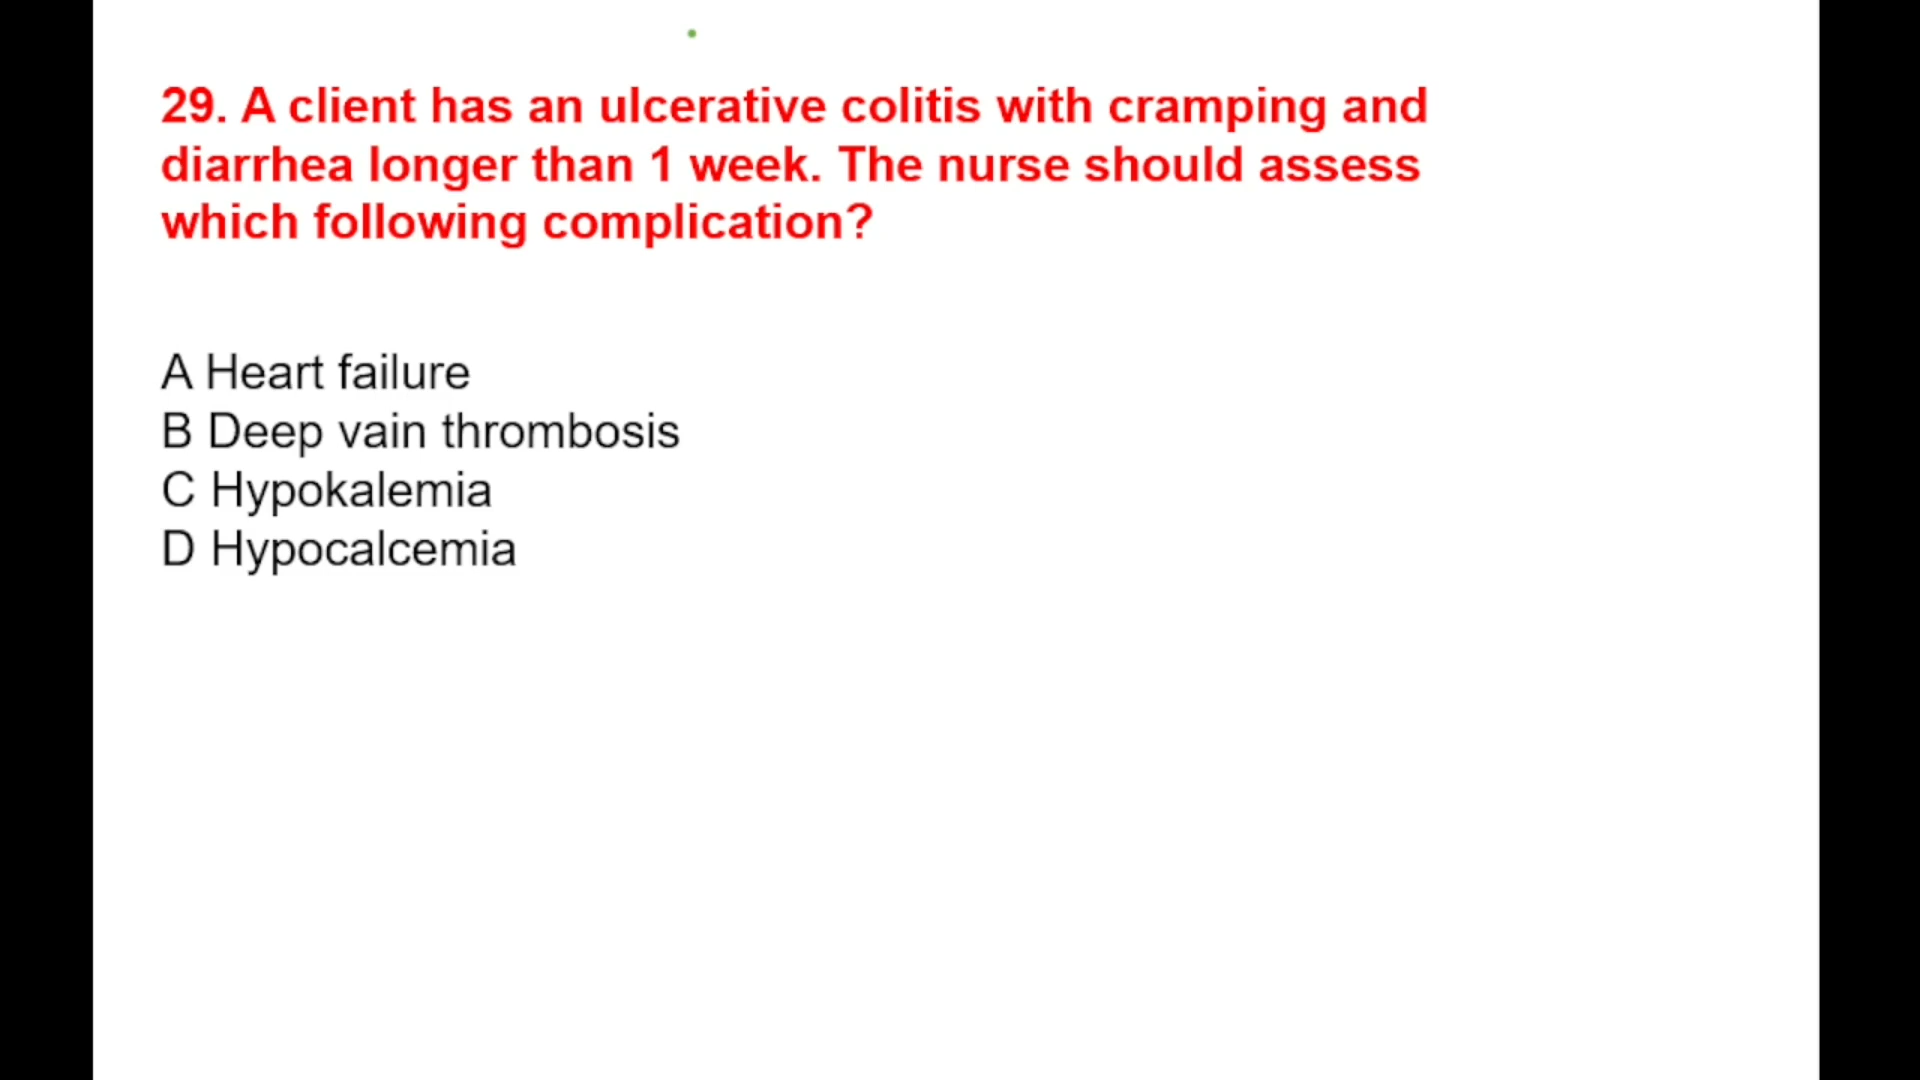 29. A client has an ulcerative colitis with cramping and
diarrhea longer than 1 week. The nurse should assess
which following complication?
A Heart failure
B Deep vain thrombosis
C Hypokalemia
D Hypocalcemia